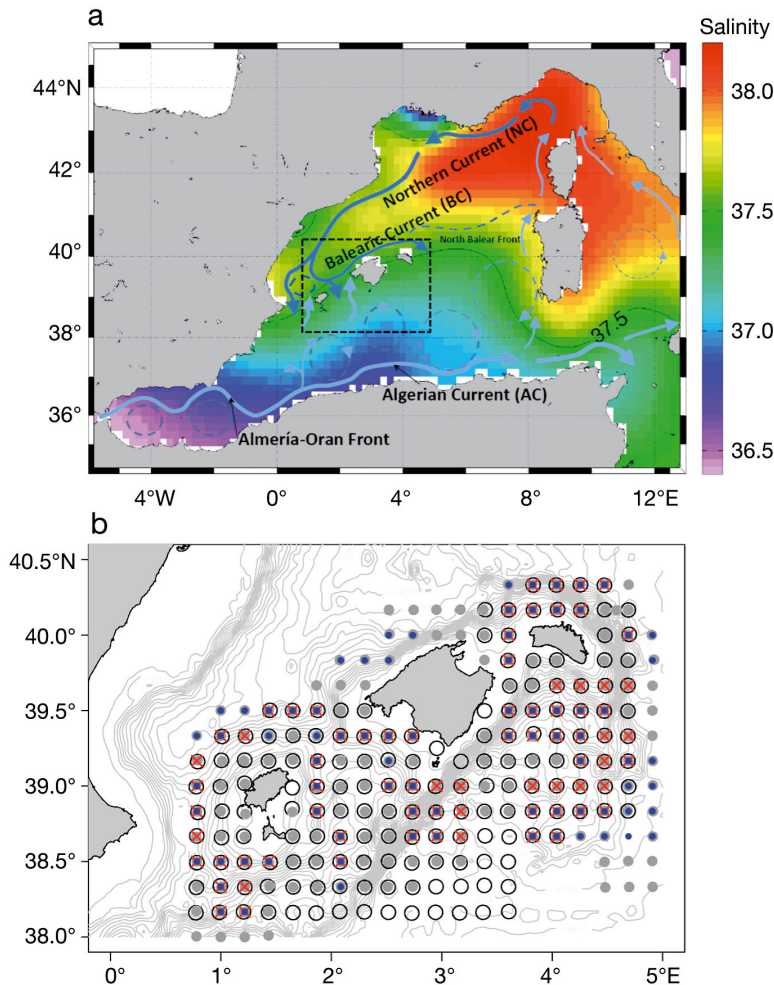 a
Salinity
44°N
42°
40°
38°
36°
4°W
0°
4°
8°
12°E
38.0
37.5
37.0
36.5
Northern Current (NC)
Balearic Current (BC)
North Balear Front
37.5
Algerian Current (AC)
Almería-Oran Front
b
40.5°N
40.0°
39.5°
39.0°
38.5°
38.0°
0°
1°
2°
3°
4°
5°E